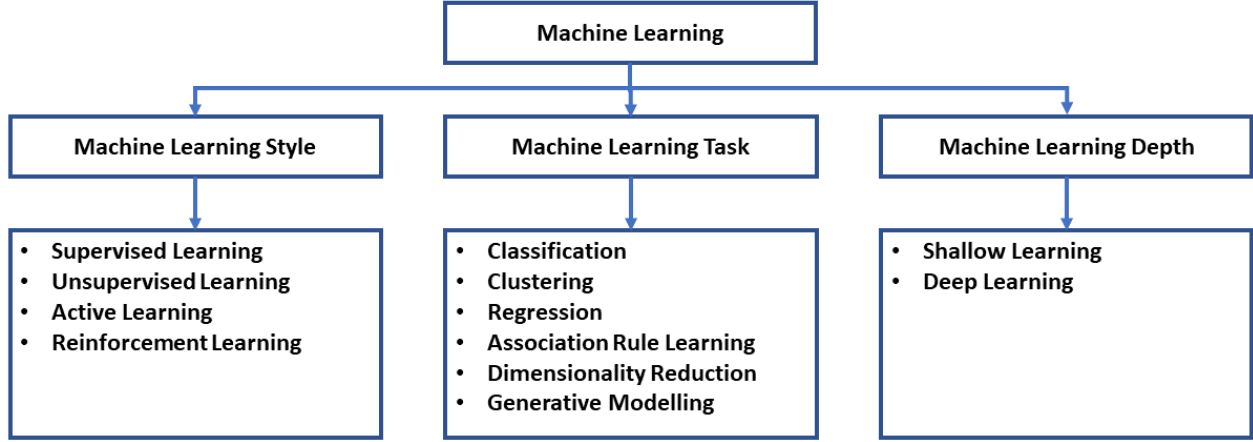 Machine Learning
Machine Learning Style
Machine Learning Task
Machine Learning Depth
• Supervised Learning
• Unsupervised Learning
• Active Learning
• Reinforcement Learning
• Classification
• Clustering
• Regression
• Association Rule Learning
• Dimensionality Reduction
• Generative Modelling
• Shallow Learning
• Deep Learning